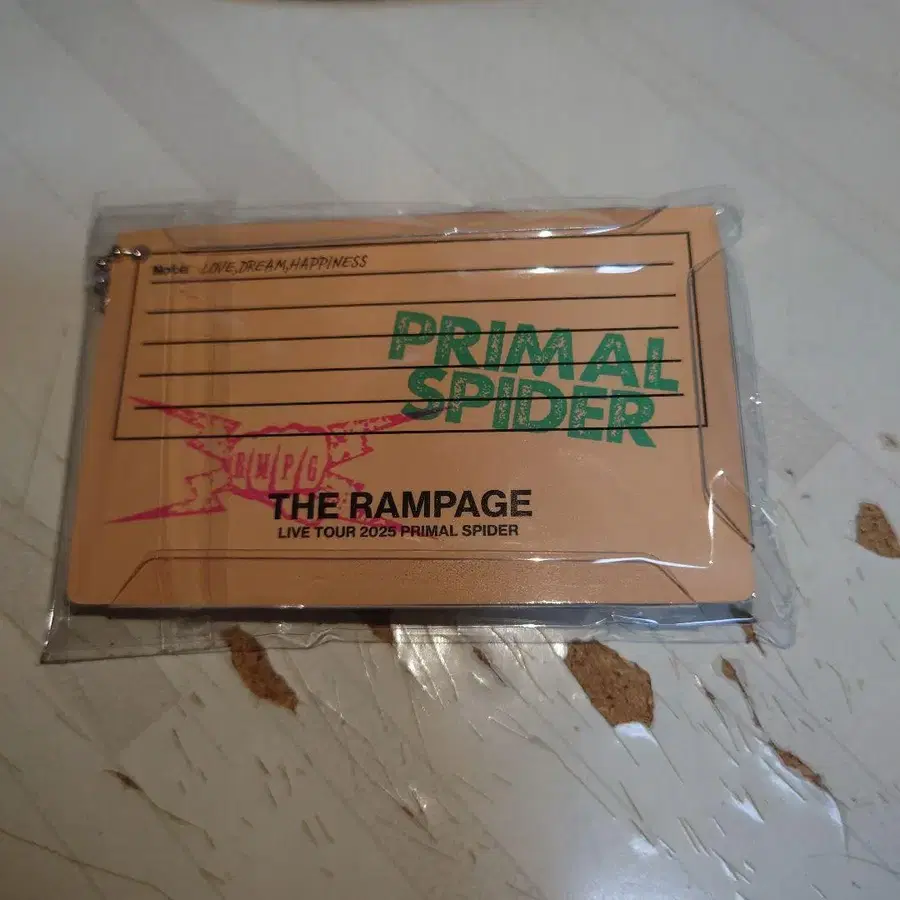 Note: LOVE,DREAM,HAPPINESS
PRIMAL
SPIDER
RMPG
THE RAMPAGE
LIVE TOUR 2025 PRIMAL SPIDER